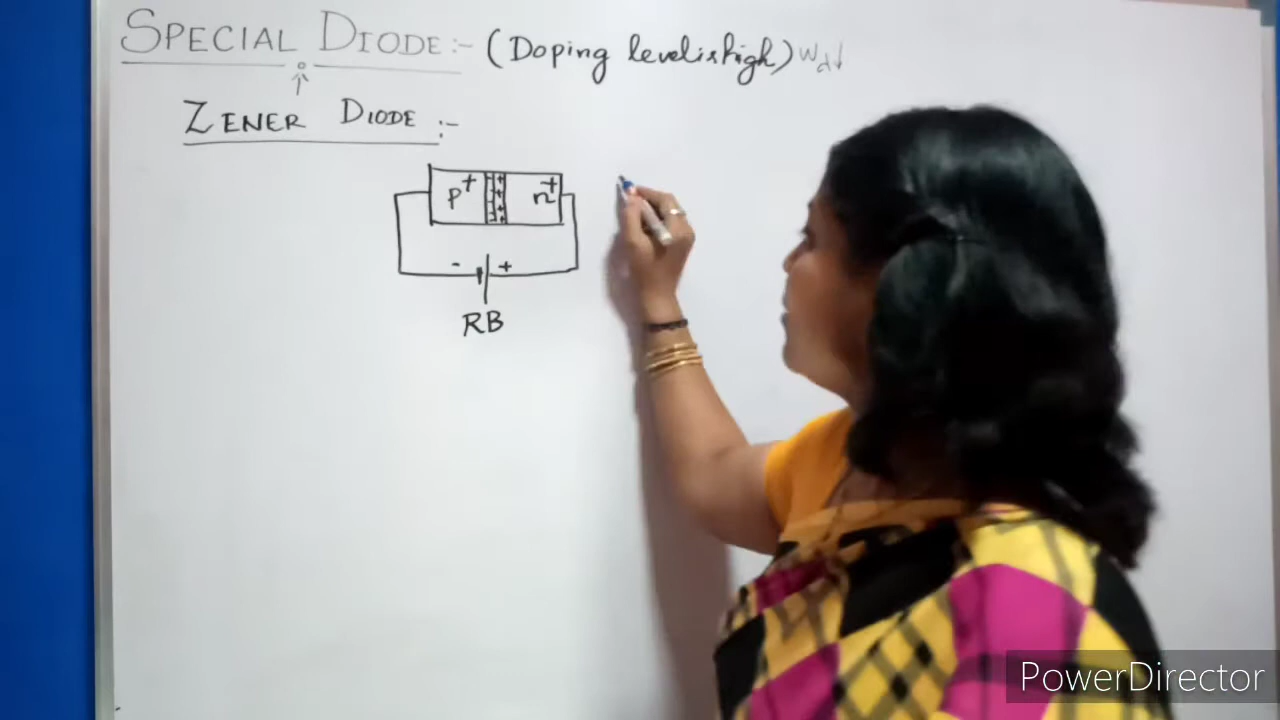 SPECIAL DIODE:- (Doping level is high) Wd↓
↑
ZENER DIODE :-
p+ n+
- +
RB
PowerDirector